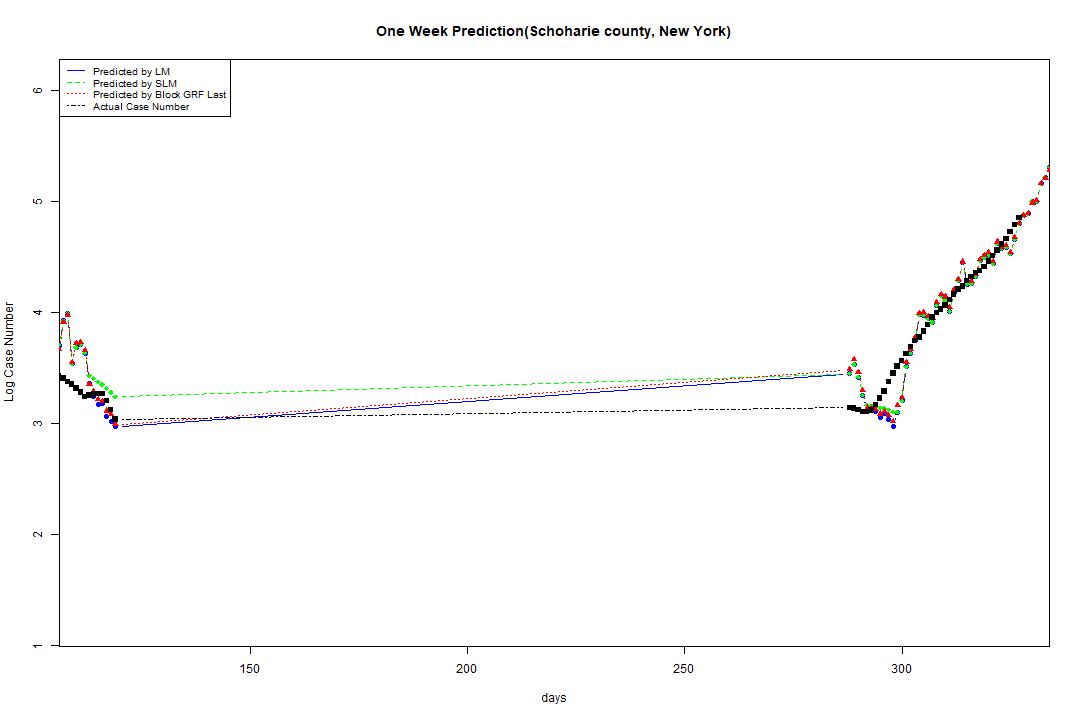 One Week Prediction(Schoharie county, New York)
Predicted by LM
Predicted by SLM
Predicted by Block GRF Last
Actual Case Number
6
5
4
3
2
1
Log Case Number
150
200
250
300
days